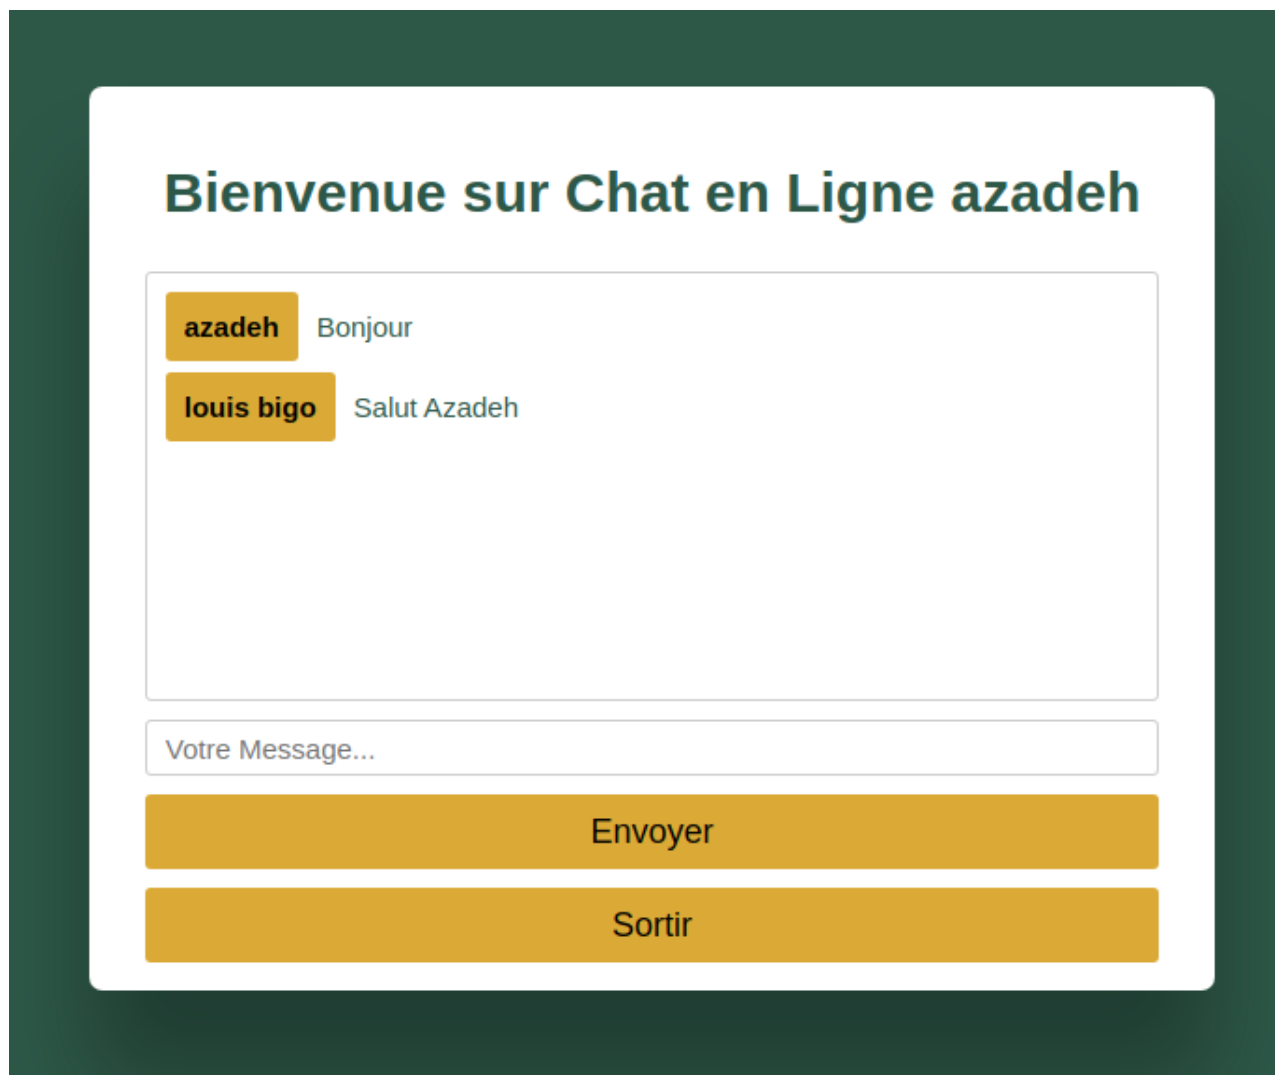 Bienvenue sur Chat en Ligne azadeh
azadeh Bonjour
louis bigo Salut Azadeh
Votre Message...
Envoyer
Sortir